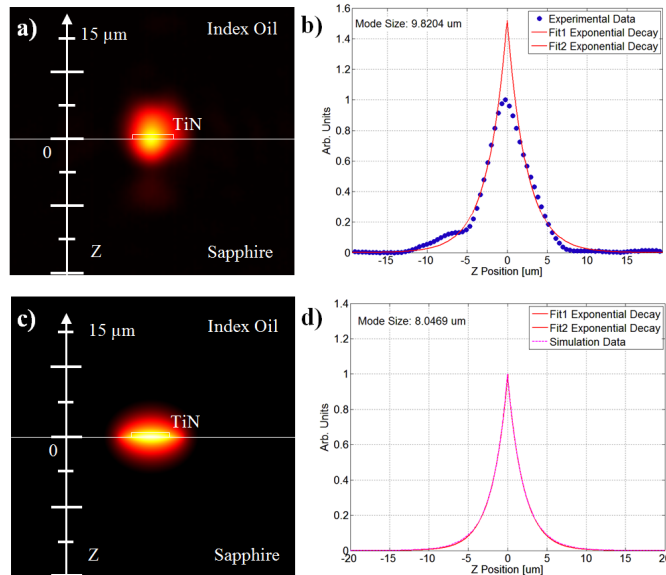 a)
15 µm
Index Oil
TiN
0
Z
Sapphire
b)
Mode Size: 9.8204 um
Experimental Data
Fit1 Exponential Decay
Fit2 Exponential Decay
Arb. Units
1.6
1.4
1.2
1
0.8
0.6
0.4
0.2
0
-15 -10 -5 0 5 10 15
Z Position [um]
c)
15 µm
Index Oil
TiN
0
Z
Sapphire
d)
Mode Size: 8.0469 um
Fit1 Exponential Decay
Fit2 Exponential Decay
Simulation Data
Arb. Units
1.4
1.2
1
0.8
0.6
0.4
0.2
0
-20 -15 -10 -5 0 5 10 15 20
Z Position [um]